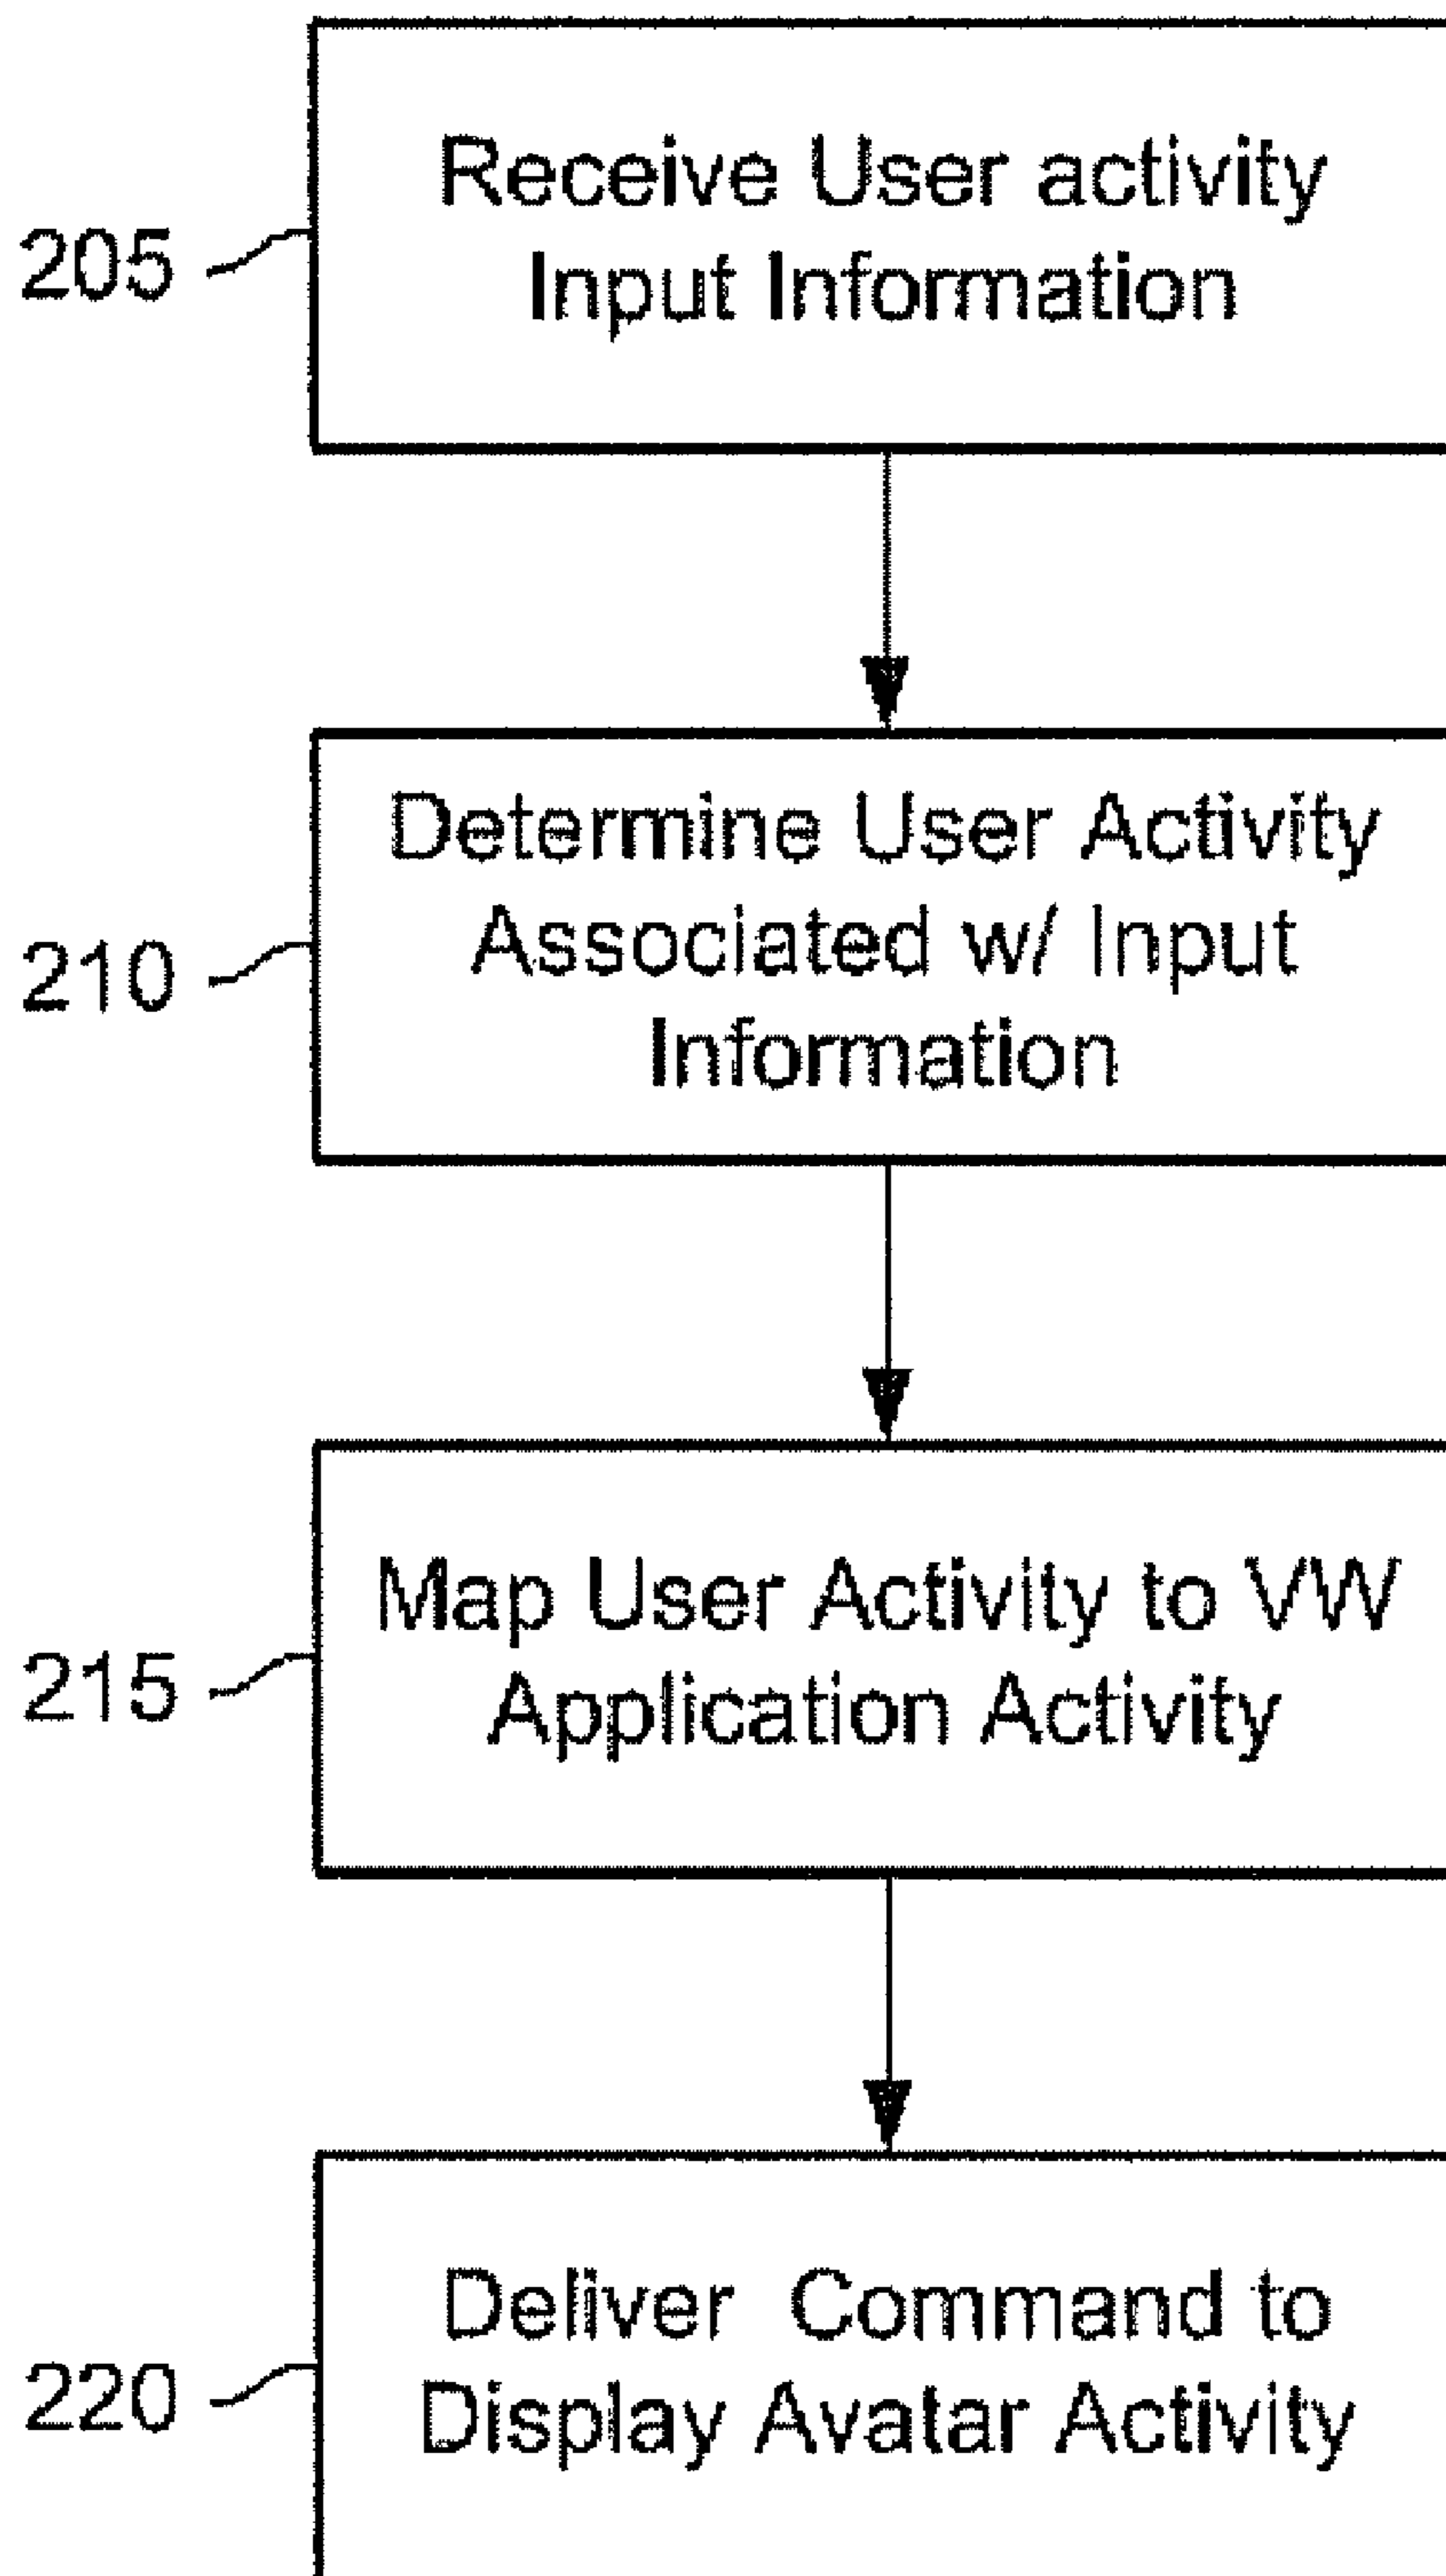 Receive User activity
Input Information
205
Determine User Activity
Associated w/ Input
Information
210
Map User Activity to VW
Application Activity
215
Deliver Command to
Display Avatar Activity
220